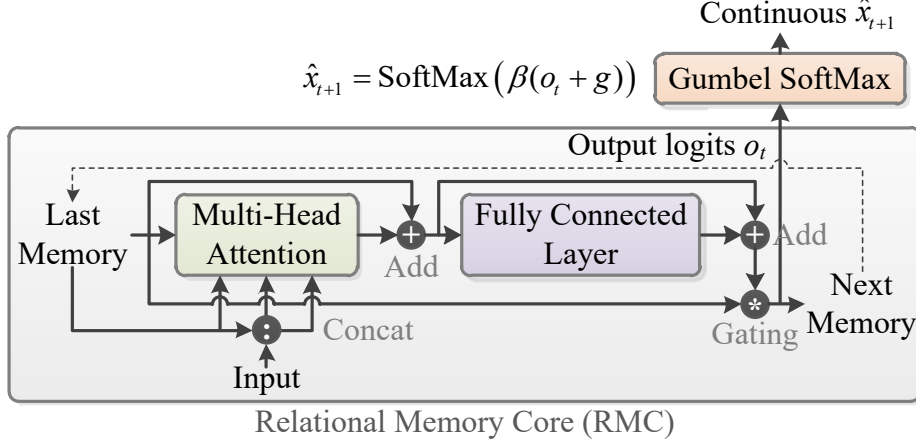 Continuous x̂ₜ₊₁
x̂ₜ₊₁ = SoftMax(β(oₜ + g))
Gumbel SoftMax
Output logits oₜ
Last
Memory
Multi-Head
Attention
+
Add
Fully Connected
Layer
+
Add
Next
Memory
*
Gating
:
Concat
Input
Relational Memory Core (RMC)